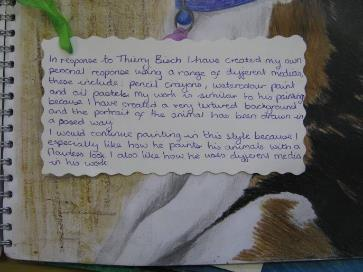 In response to Thierry Bisch I have created my own
personal response using a range of different medias,
these include: pencil crayons, watercolour paint
and oil pastels. My work is similar to his painting
because I have created a very textured background
and the portrait of the animal has been drawn in
a posed way.
I would continue painting in this style because I
especially like how he paints his animals with a
flawless look. I also like how he uses different media
in his work.